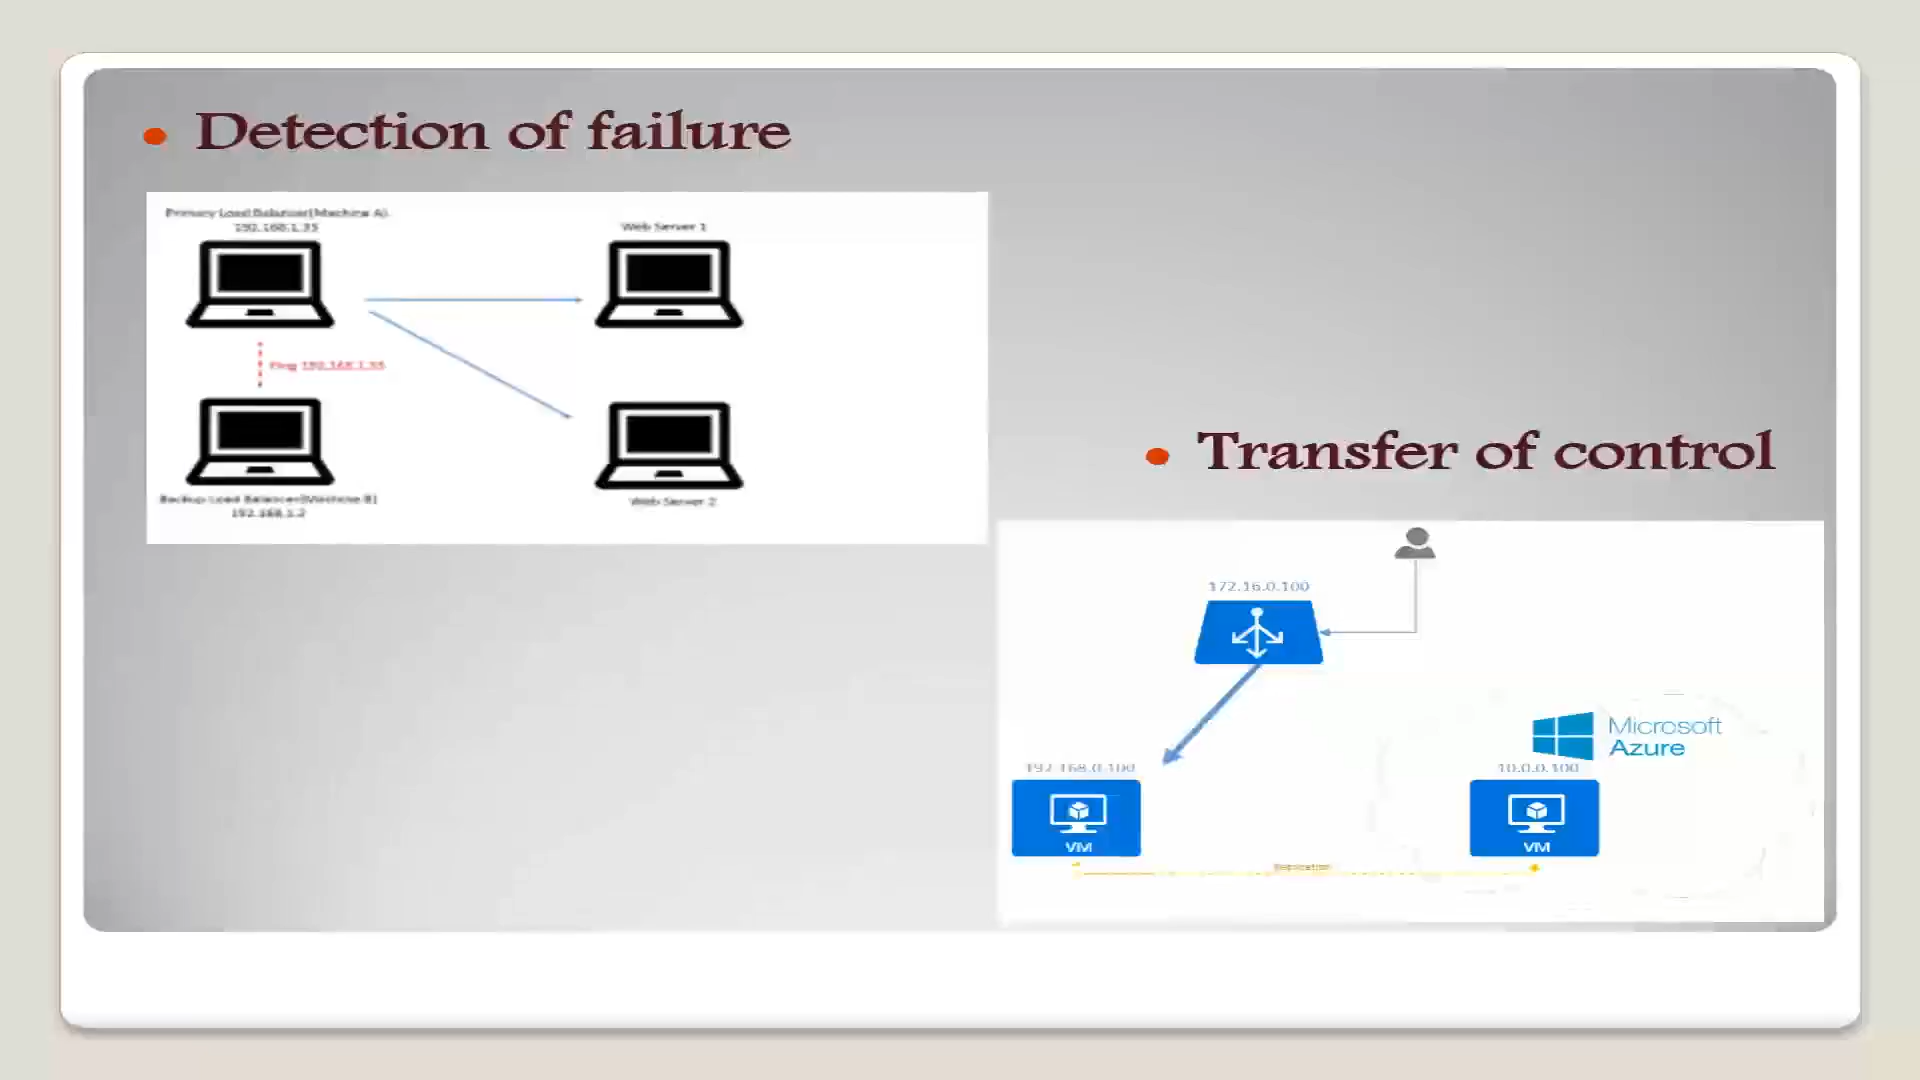 Detection of failure
Primary Load Balancer(Machine A)
192.168.1.35
Web Server 1
Ping 192.168.1.35
Backup Load Balancer(Machine B)
192.168.1.2
Web Server 2
Transfer of control
172.16.0.100
Microsoft
Azure
192.168.0.100
10.0.0.100
VM
VM
Replication